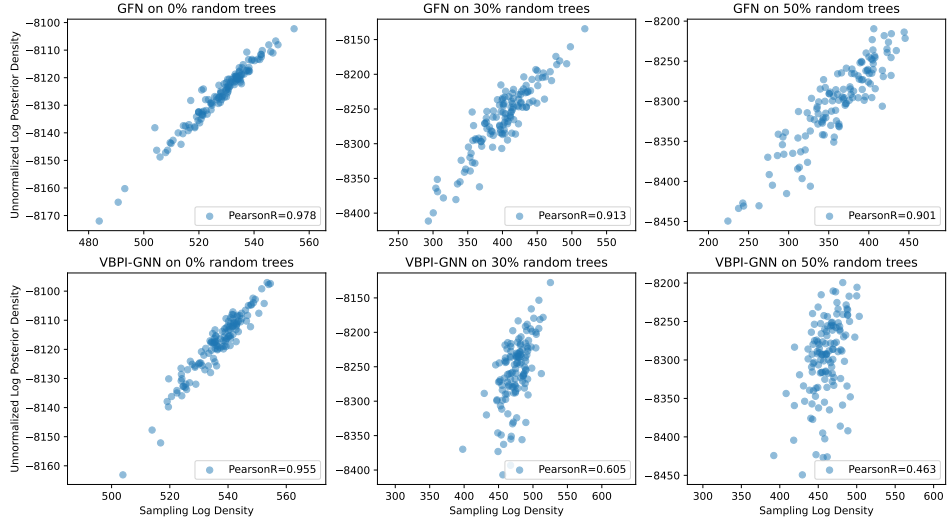 GFN on 0% random trees
GFN on 30% random trees
GFN on 50% random trees
Unnormalized Log Posterior Density
−8100
−8110
−8120
−8130
−8140
−8150
−8160
−8170
480 500 520 540 560
PearsonR=0.978
−8150
−8200
−8250
−8300
−8350
−8400
250 300 350 400 450 500 550
PearsonR=0.913
−8200
−8250
−8300
−8350
−8400
−8450
200 250 300 350 400 450
PearsonR=0.901
VBPI-GNN on 0% random trees
VBPI-GNN on 30% random trees
VBPI-GNN on 50% random trees
Unnormalized Log Posterior Density
−8100
−8110
−8120
−8130
−8140
−8150
−8160
500 520 540 560
PearsonR=0.955
Sampling Log Density
−8150
−8200
−8250
−8300
−8350
−8400
300 350 400 450 500 550 600
PearsonR=0.605
Sampling Log Density
−8200
−8250
−8300
−8350
−8400
−8450
300 350 400 450 500 550 600
PearsonR=0.463
Sampling Log Density